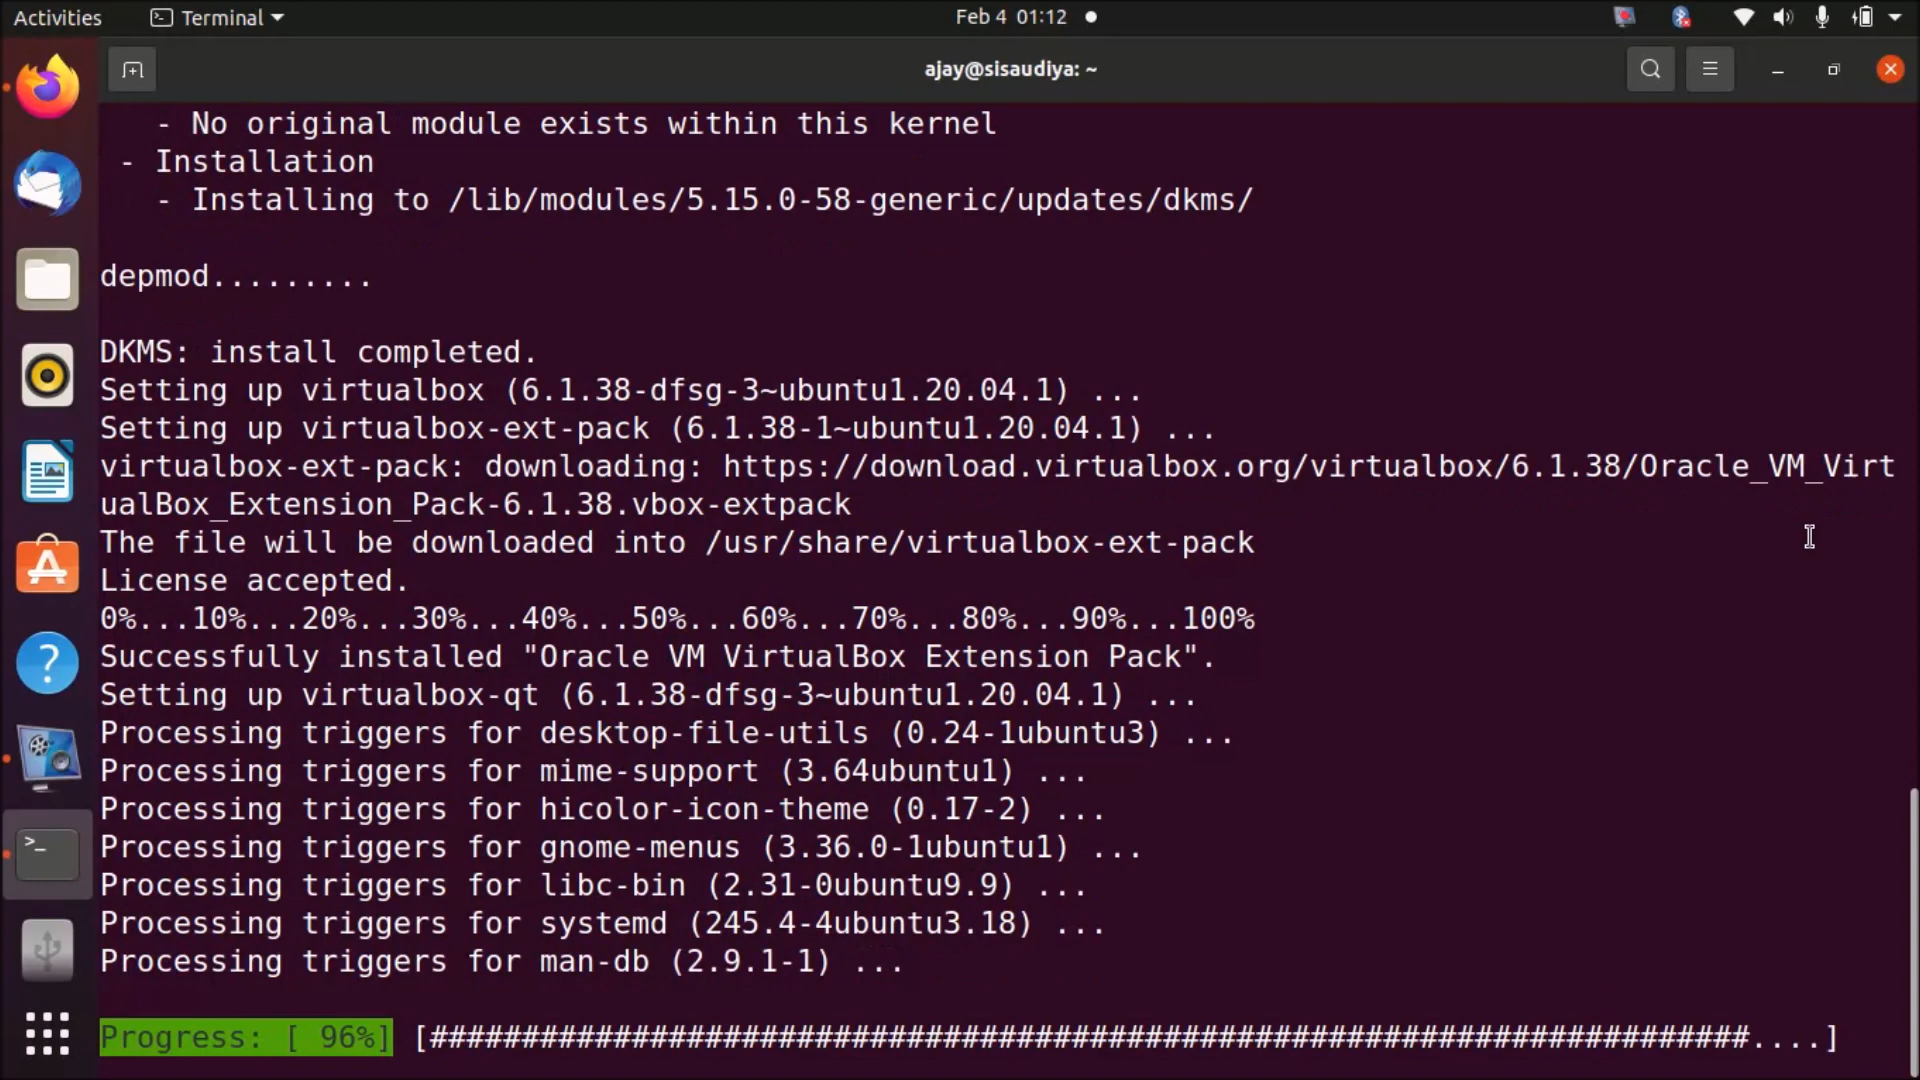 Activities
Terminal
Feb 4 01:12
ajay@sisaudiya: ~
- No original module exists within this kernel
- Installation
- Installing to /lib/modules/5.15.0-58-generic/updates/dkms/
depmod.........
DKMS: install completed.
Setting up virtualbox (6.1.38-dfsg-3~ubuntu1.20.04.1) ...
Setting up virtualbox-ext-pack (6.1.38-1~ubuntu1.20.04.1) ...
virtualbox-ext-pack: downloading: https://download.virtualbox.org/virtualbox/6.1.38/Oracle_VM_Virt
ualBox_Extension_Pack-6.1.38.vbox-extpack
The file will be downloaded into /usr/share/virtualbox-ext-pack
License accepted.
0%...10%...20%...30%...40%...50%...60%...70%...80%...90%...100%
Successfully installed "Oracle VM VirtualBox Extension Pack".
Setting up virtualbox-qt (6.1.38-dfsg-3~ubuntu1.20.04.1) ...
Processing triggers for desktop-file-utils (0.24-1ubuntu3) ...
Processing triggers for mime-support (3.64ubuntu1) ...
Processing triggers for hicolor-icon-theme (0.17-2) ...
Processing triggers for gnome-menus (3.36.0-1ubuntu1) ...
Processing triggers for libc-bin (2.31-0ubuntu9.9) ...
Processing triggers for systemd (245.4-4ubuntu3.18) ...
Processing triggers for man-db (2.9.1-1) ...
Progress: [ 96%] [########################################################################....]